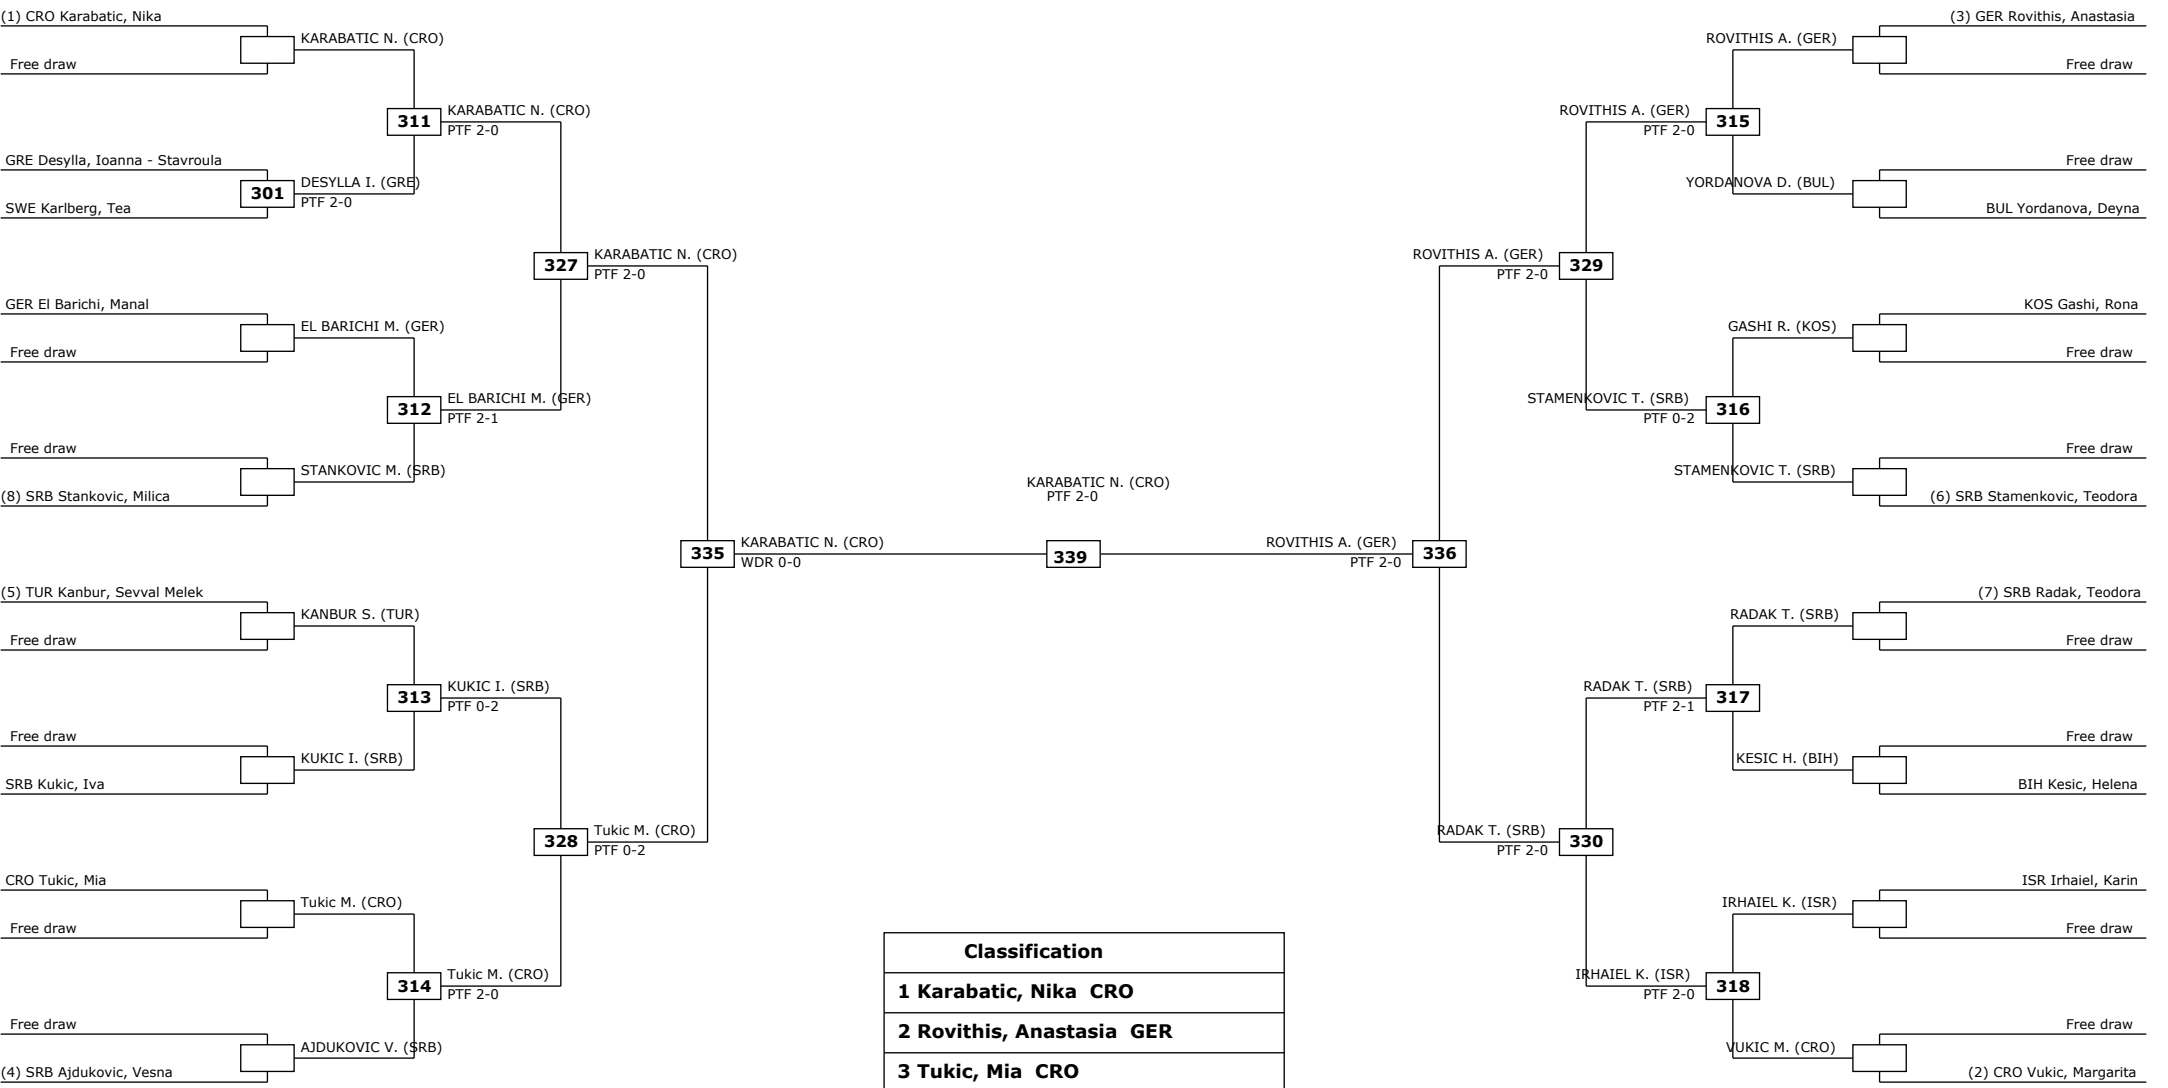 (1) CRO Karabatic, Nika
KARABATIC N. (CRO)
Free draw
311
KARABATIC N. (CRO)
PTF 2-0
GRE Desylla, Ioanna - Stavroula
301
DESYLLA I. (GRE)
PTF 2-0
SWE Karlberg, Tea
327
KARABATIC N. (CRO)
PTF 2-0
GER El Barichi, Manal
EL BARICHI M. (GER)
Free draw
312
EL BARICHI M. (GER)
PTF 2-1
Free draw
STANKOVIC M. (SRB)
(8) SRB Stankovic, Milica
335
KARABATIC N. (CRO)
WDR 0-0
(5) TUR Kanbur, Sevval Melek
KANBUR S. (TUR)
Free draw
313
KUKIC I. (SRB)
PTF 0-2
Free draw
KUKIC I. (SRB)
SRB Kukic, Iva
328
Tukic M. (CRO)
PTF 0-2
CRO Tukic, Mia
Tukic M. (CRO)
Free draw
314
Tukic M. (CRO)
PTF 2-0
Free draw
AJDUKOVIC V. (SRB)
(4) SRB Ajdukovic, Vesna
KARABATIC N. (CRO)
PTF 2-0
339
(3) GER Rovithis, Anastasia
ROVITHIS A. (GER)
Free draw
ROVITHIS A. (GER)
PTF 2-0
315
Free draw
YORDANOVA D. (BUL)
BUL Yordanova, Deyna
ROVITHIS A. (GER)
PTF 2-0
329
KOS Gashi, Rona
GASHI R. (KOS)
Free draw
STAMENKOVIC T. (SRB)
PTF 0-2
316
Free draw
STAMENKOVIC T. (SRB)
(6) SRB Stamenkovic, Teodora
ROVITHIS A. (GER)
PTF 2-0
336
(7) SRB Radak, Teodora
RADAK T. (SRB)
Free draw
RADAK T. (SRB)
PTF 2-1
317
Free draw
KESIC H. (BIH)
BIH Kesic, Helena
RADAK T. (SRB)
PTF 2-0
330
ISR Irhaiel, Karin
IRHAIEL K. (ISR)
Free draw
IRHAIEL K. (ISR)
PTF 2-0
318
Free draw
VUKIC M. (CRO)
(2) CRO Vukic, Margarita
Classification
1 Karabatic, Nika CRO
2 Rovithis, Anastasia GER
3 Tukic, Mia CRO